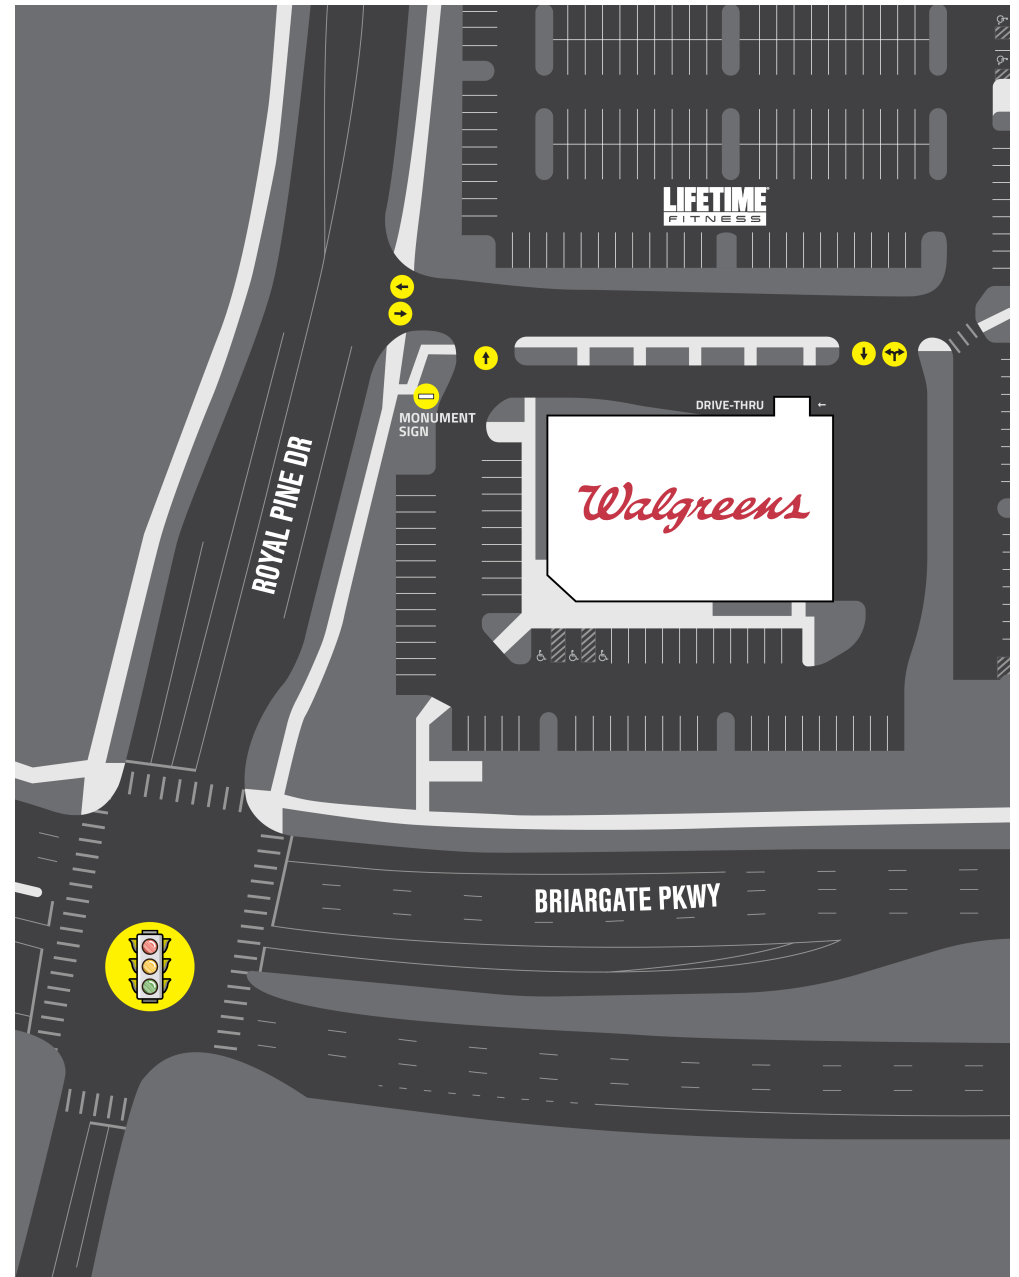 LIFETIME
FITNESS
DRIVE-THRU ←
MONUMENT
SIGN
Walgreens
ROYAL PINE DR
BRIARGATE PKWY